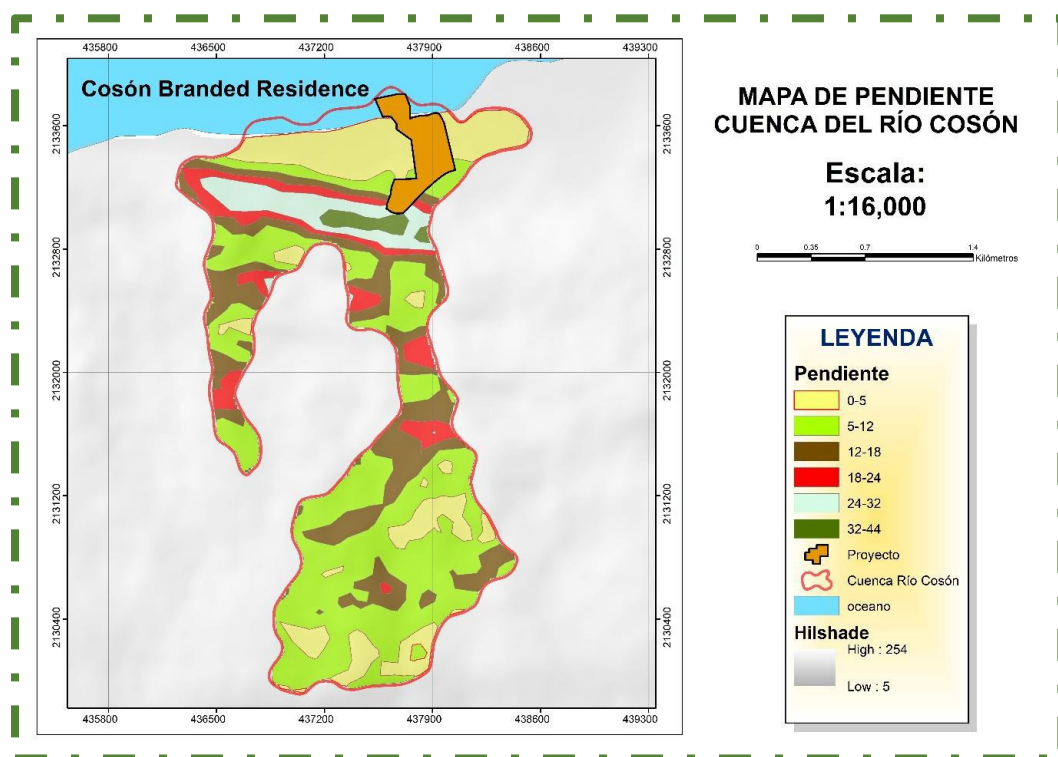 435800 436500 437200 437900 438600 439300
Cosón Branded Residence
2133600 2133600
2132800 2132800
2132000 2132000
2131200 2131200
2130400 2130400
435800 436500 437200 437900 438600 439300
MAPA DE PENDIENTE
CUENCA DEL RÍO COSÓN
Escala:
1:16,000
0 0.35 0.7 1.4
Kilómetros
LEYENDA
Pendiente
0-5
5-12
12-18
18-24
24-32
32-44
Proyecto
Cuenca Río Cosón
oceano
Hilshade
High : 254
Low : 5